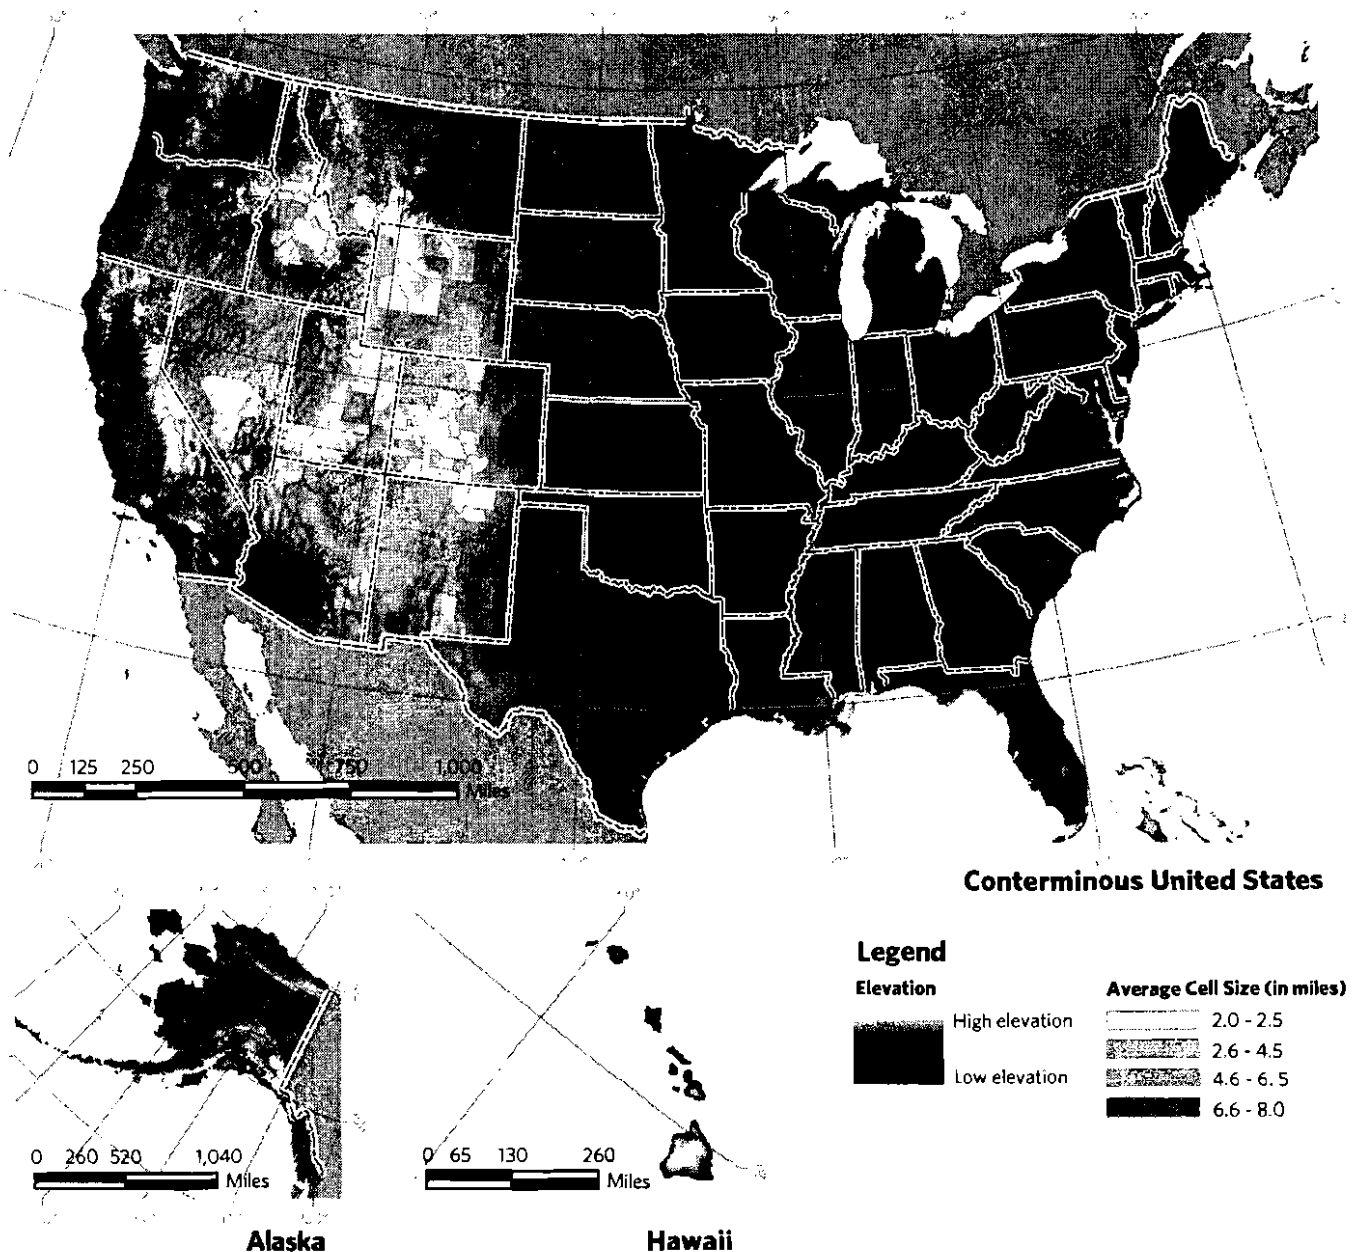 0 125 250 500 750 1,000
Miles
Conterminous United States
Legend
Elevation
High elevation
Low elevation
Average Cell Size (in miles)
2.0 - 2.5
2.6 - 4.5
4.6 - 6.5
6.6 - 8.0
0 260 520 1,040
Miles
Alaska
0 65 130 260
Miles
Hawaii